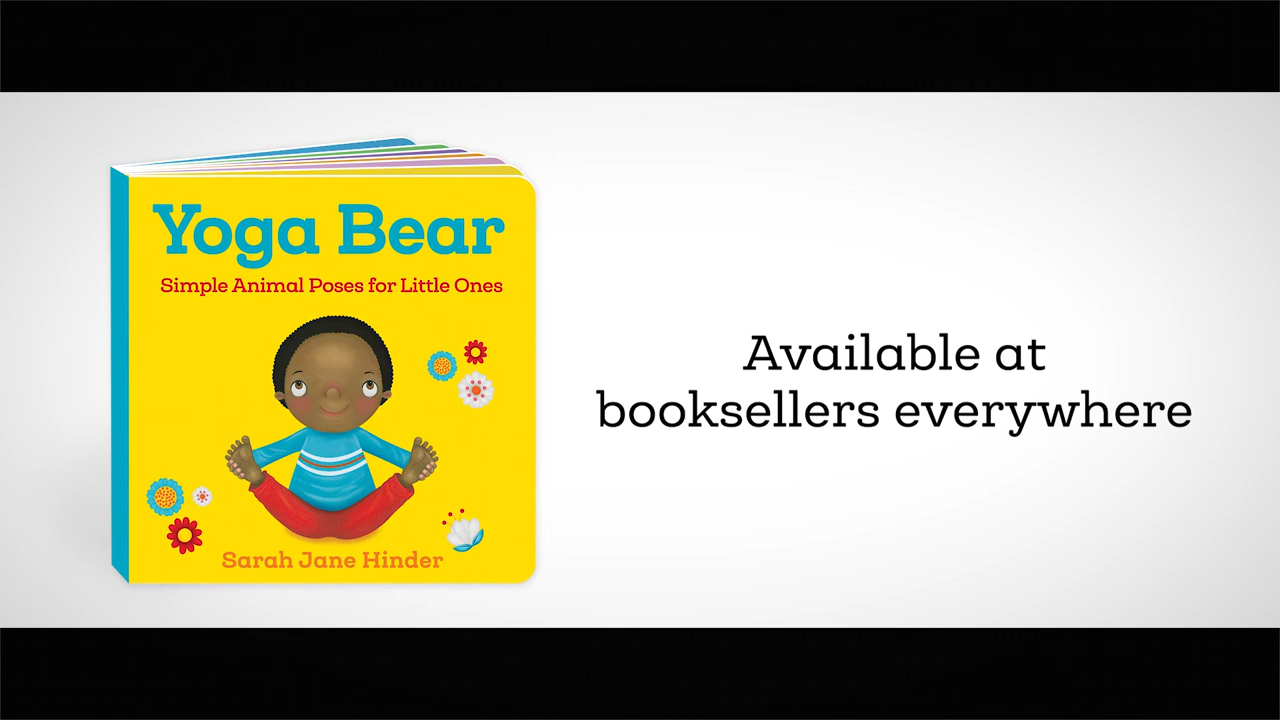 Yoga Bear
Simple Animal Poses for Little Ones
Sarah Jane Hinder
Available at
booksellers everywhere